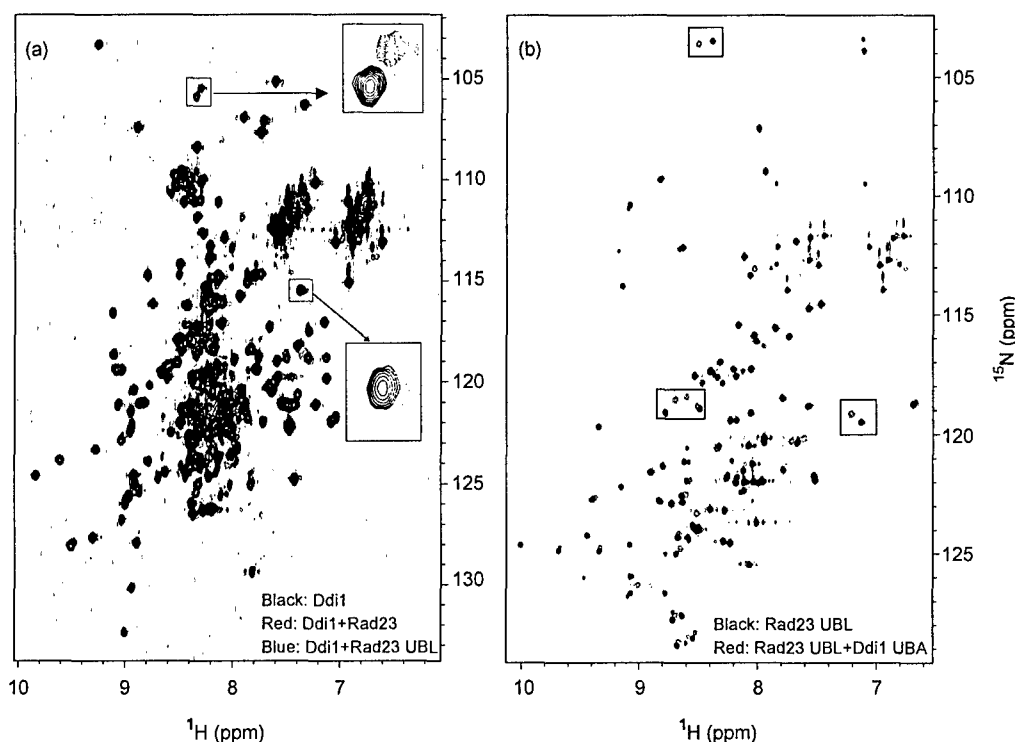 (a)
105
110
115
120
125
130
Black: Ddi1
Red: Ddi1+Rad23
Blue: Ddi1+Rad23 UBL
10 9 8 7
¹H (ppm)
(b)
105
110
115
120
125
¹⁵N (ppm)
Black: Rad23 UBL
Red: Rad23 UBL+Ddi1 UBA
10 9 8 7
¹H (ppm)